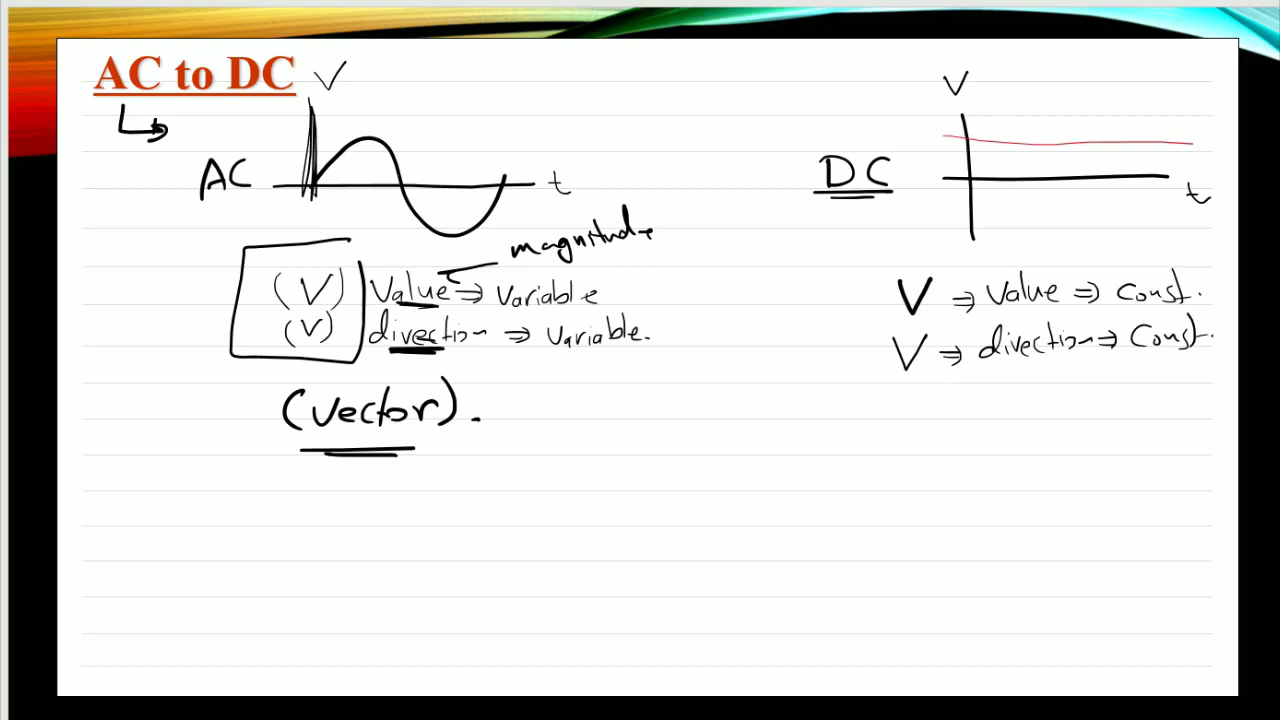 AC to DC
V
AC
t
magnitude
(V) Value ⇒ Variable
(V) direction ⇒ Variable.
(Vector).
V
DC
t
V ⇒ Value ⇒ Const.
V ⇒ direction ⇒ Const.